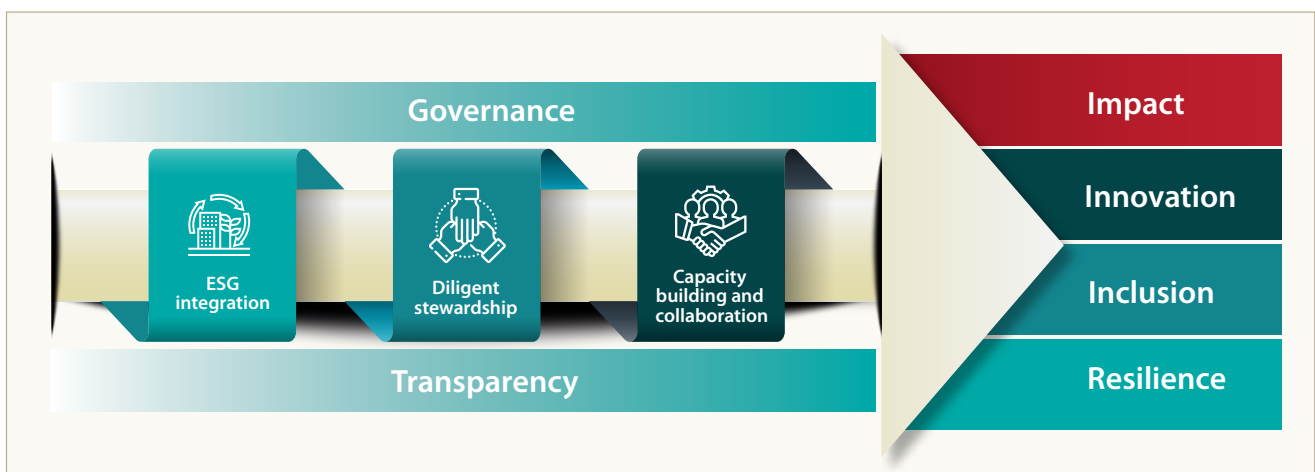 Governance
ESG
integration
Diligent
stewardship
Capacity
building and
collaboration
Transparency
Impact
Innovation
Inclusion
Resilience